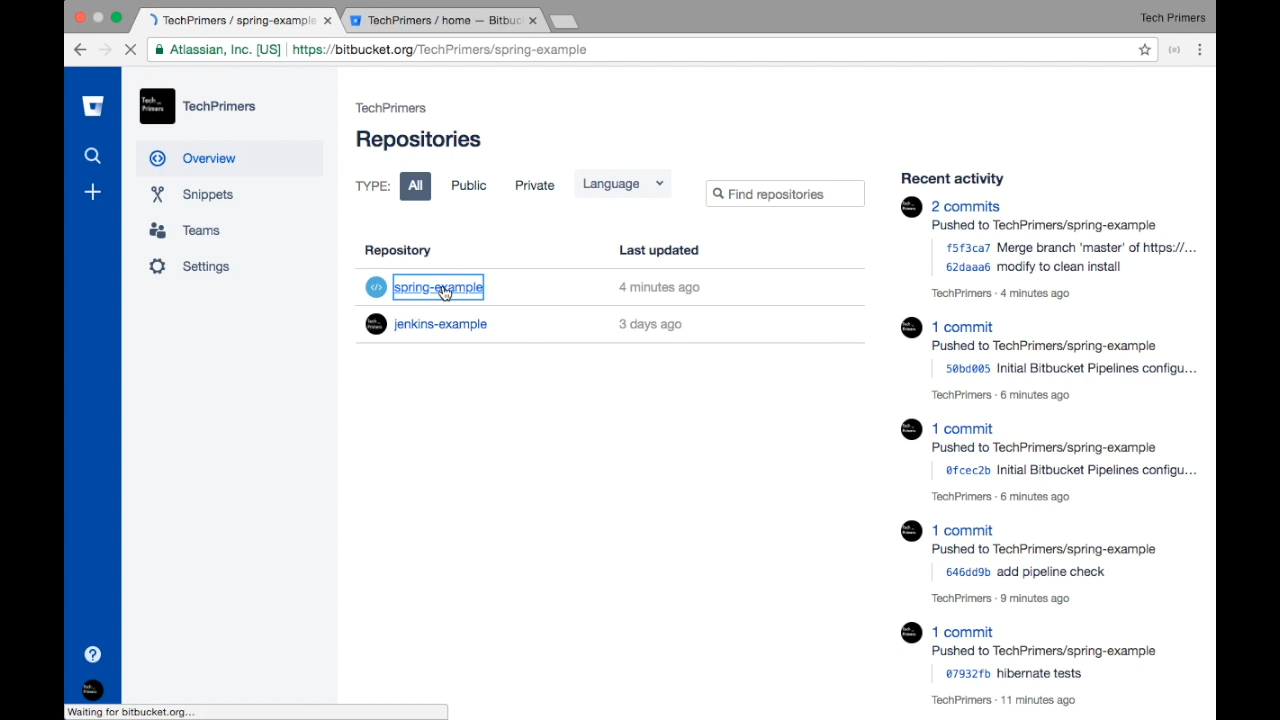 TechPrimers / spring-example
TechPrimers / home — Bitbuc
Tech Primers
Atlassian, Inc. [US]
https://bitbucket.org/TechPrimers/spring-example
Tech_ Primers
TechPrimers
Overview
Snippets
Teams
Settings
TechPrimers
Repositories
TYPE: All Public Private Language
Find repositories
Repository Last updated
spring-example 4 minutes ago
jenkins-example 3 days ago
Recent activity
2 commits
Pushed to TechPrimers/spring-example
f5f3ca7 Merge branch 'master' of https://...
62daaa6 modify to clean install
TechPrimers · 4 minutes ago
1 commit
Pushed to TechPrimers/spring-example
50bd005 Initial Bitbucket Pipelines configu...
TechPrimers · 6 minutes ago
1 commit
Pushed to TechPrimers/spring-example
0fcec2b Initial Bitbucket Pipelines configu...
TechPrimers · 6 minutes ago
1 commit
Pushed to TechPrimers/spring-example
646dd9b add pipeline check
TechPrimers · 9 minutes ago
1 commit
Pushed to TechPrimers/spring-example
07932fb hibernate tests
TechPrimers · 11 minutes ago
Waiting for bitbucket.org...